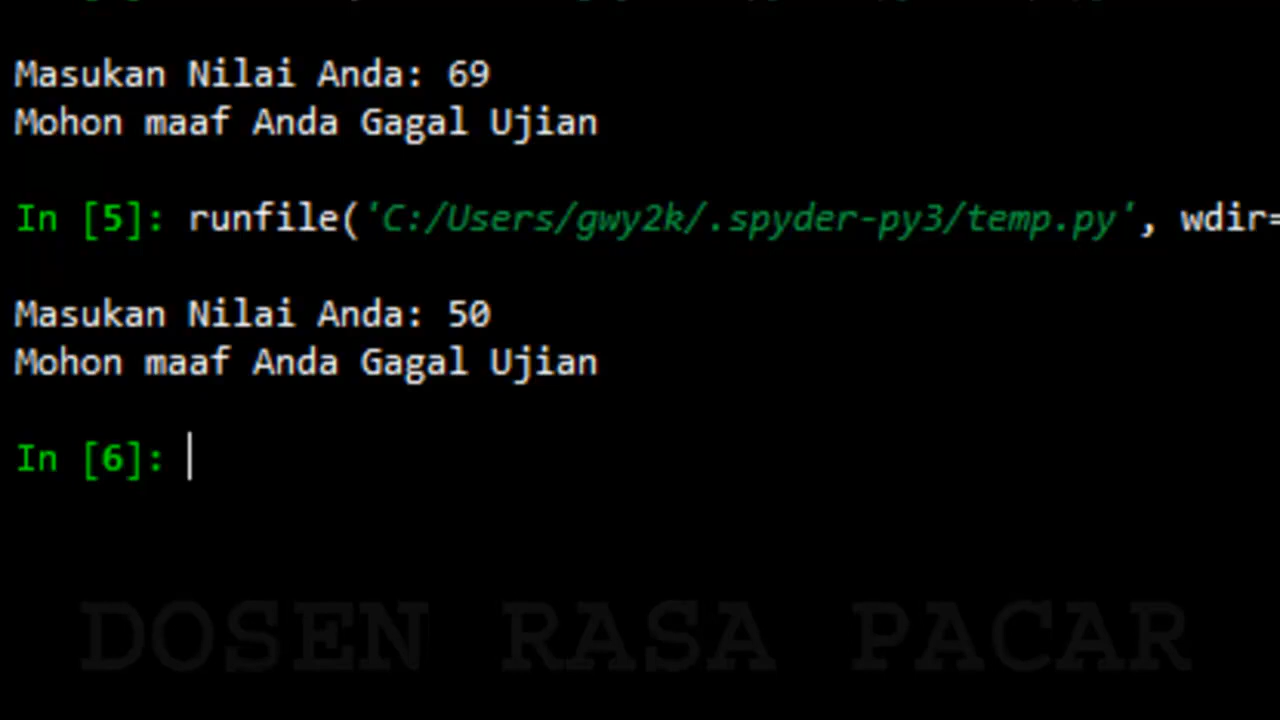 Masukan Nilai Anda: 69
Mohon maaf Anda Gagal Ujian
In [5]: runfile('C:/Users/gwy2k/.spyder-py3/temp.py', wdir=
Masukan Nilai Anda: 50
Mohon maaf Anda Gagal Ujian
In [6]:
DOSEN RASA PACAR